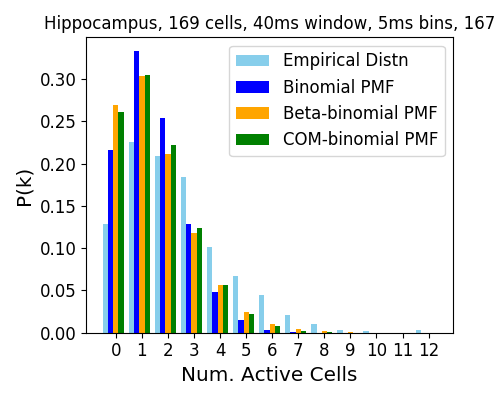 Hippocampus, 169 cells, 40ms window, 5ms bins, 167
Empirical Distn
Binomial PMF
Beta-binomial PMF
COM-binomial PMF
P(k)
0.30
0.25
0.20
0.15
0.10
0.05
0.00
0 1 2 3 4 5 6 7 8 9 10 11 12
Num. Active Cells